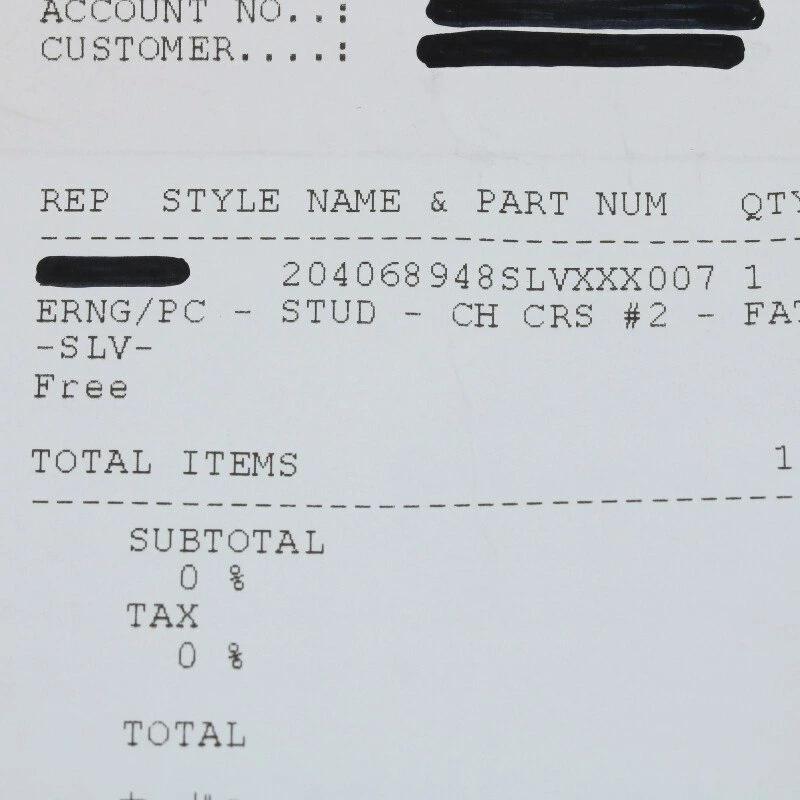 ACCOUNT NO..:
CUSTOMER....:
REP STYLE NAME & PART NUM QTY
204068948SLVXXX007 1
ERNG/PC - STUD - CH CRS #2 - FAT
-SLV-
Free
TOTAL ITEMS 1
SUBTOTAL
0 %
TAX
0 %
TOTAL